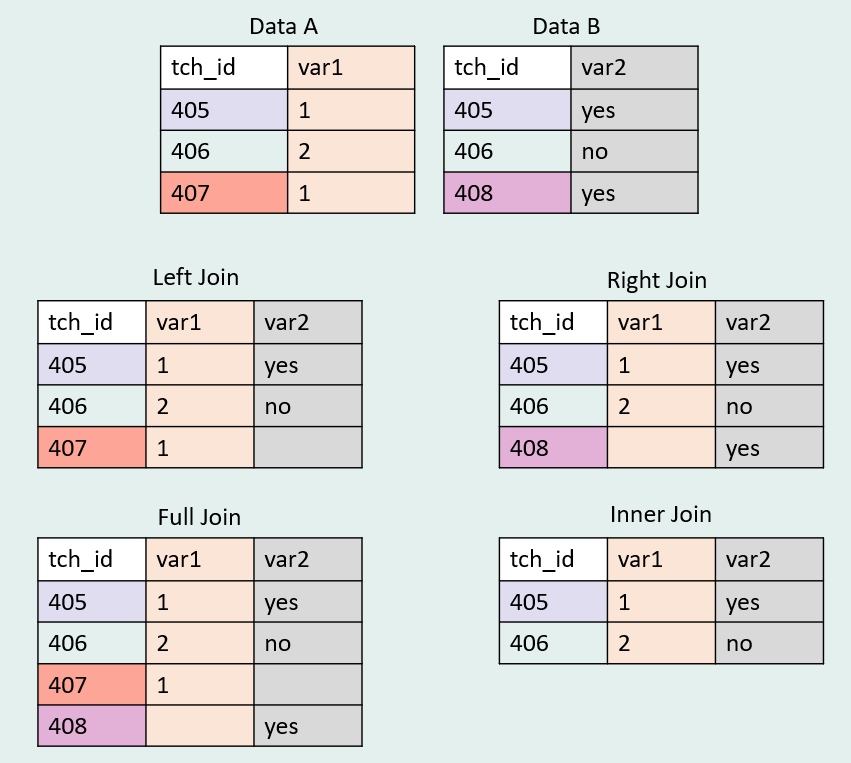 Data A
tch_id var1
405 1
406 2
407 1
Data B
tch_id var2
405 yes
406 no
408 yes
Left Join
tch_id var1 var2
405 1 yes
406 2 no
407 1
Right Join
tch_id var1 var2
405 1 yes
406 2 no
408 yes
Full Join
tch_id var1 var2
405 1 yes
406 2 no
407 1
408 yes
Inner Join
tch_id var1 var2
405 1 yes
406 2 no